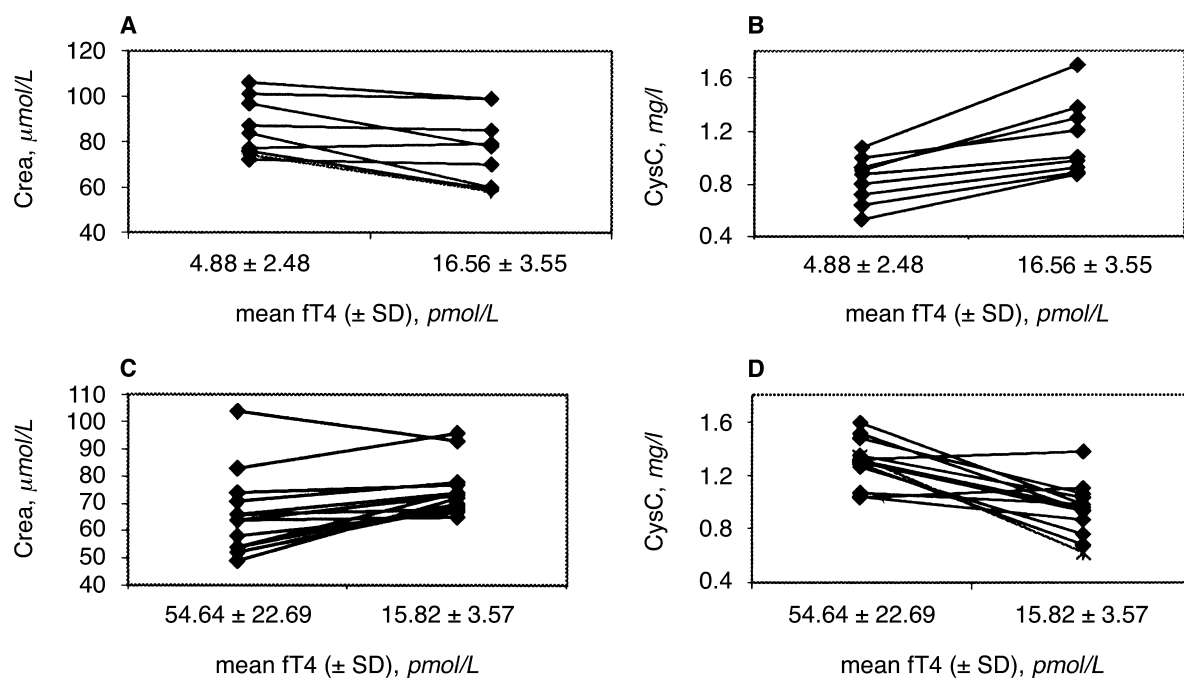 A
120
100
80
60
40
Crea, μmol/L
4.88 ± 2.48 16.56 ± 3.55
mean fT4 (± SD), pmol/L
B
1.6
1.2
0.8
0.4
CysC, mg/l
4.88 ± 2.48 16.56 ± 3.55
mean fT4 (± SD), pmol/L
C
110
100
90
80
70
60
50
40
Crea, μmol/L
54.64 ± 22.69 15.82 ± 3.57
mean fT4 (± SD), pmol/L
D
1.6
1.2
0.8
0.4
CysC, mg/l
54.64 ± 22.69 15.82 ± 3.57
mean fT4 (± SD), pmol/L